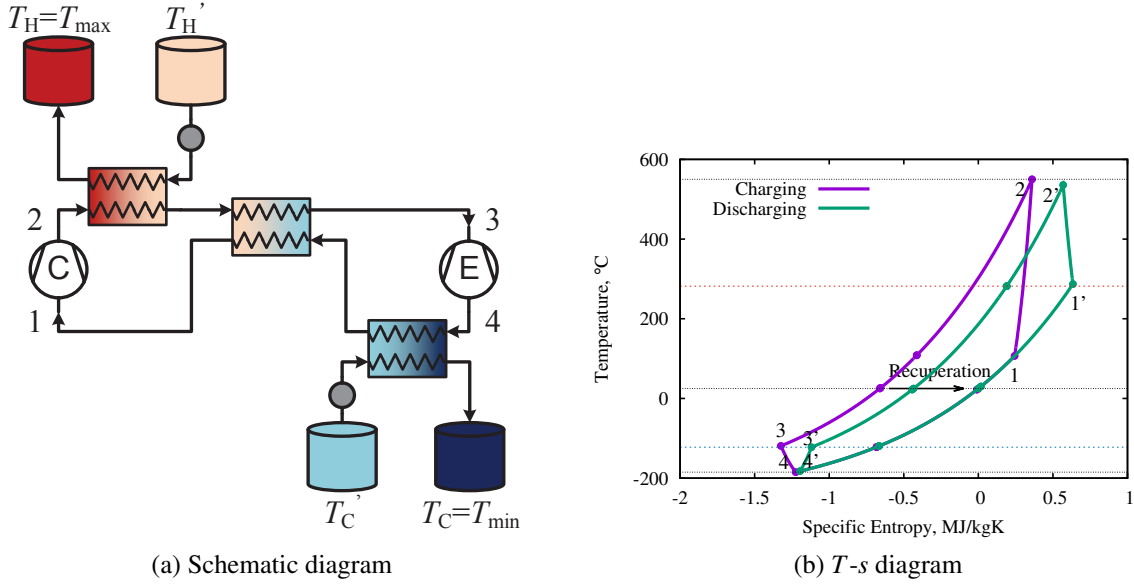 T_H=T_max
T_H'
2
C
1
3
E
4
T_C'
T_C=T_min
(a) Schematic diagram
600
400
200
0
-200
Temperature, °C
Charging
Discharging
2
2'
1'
Recuperation
1
3
3'
4
4'
-2
-1.5
-1
-0.5
0
0.5
1
Specific Entropy, MJ/kgK
(b) T-s diagram